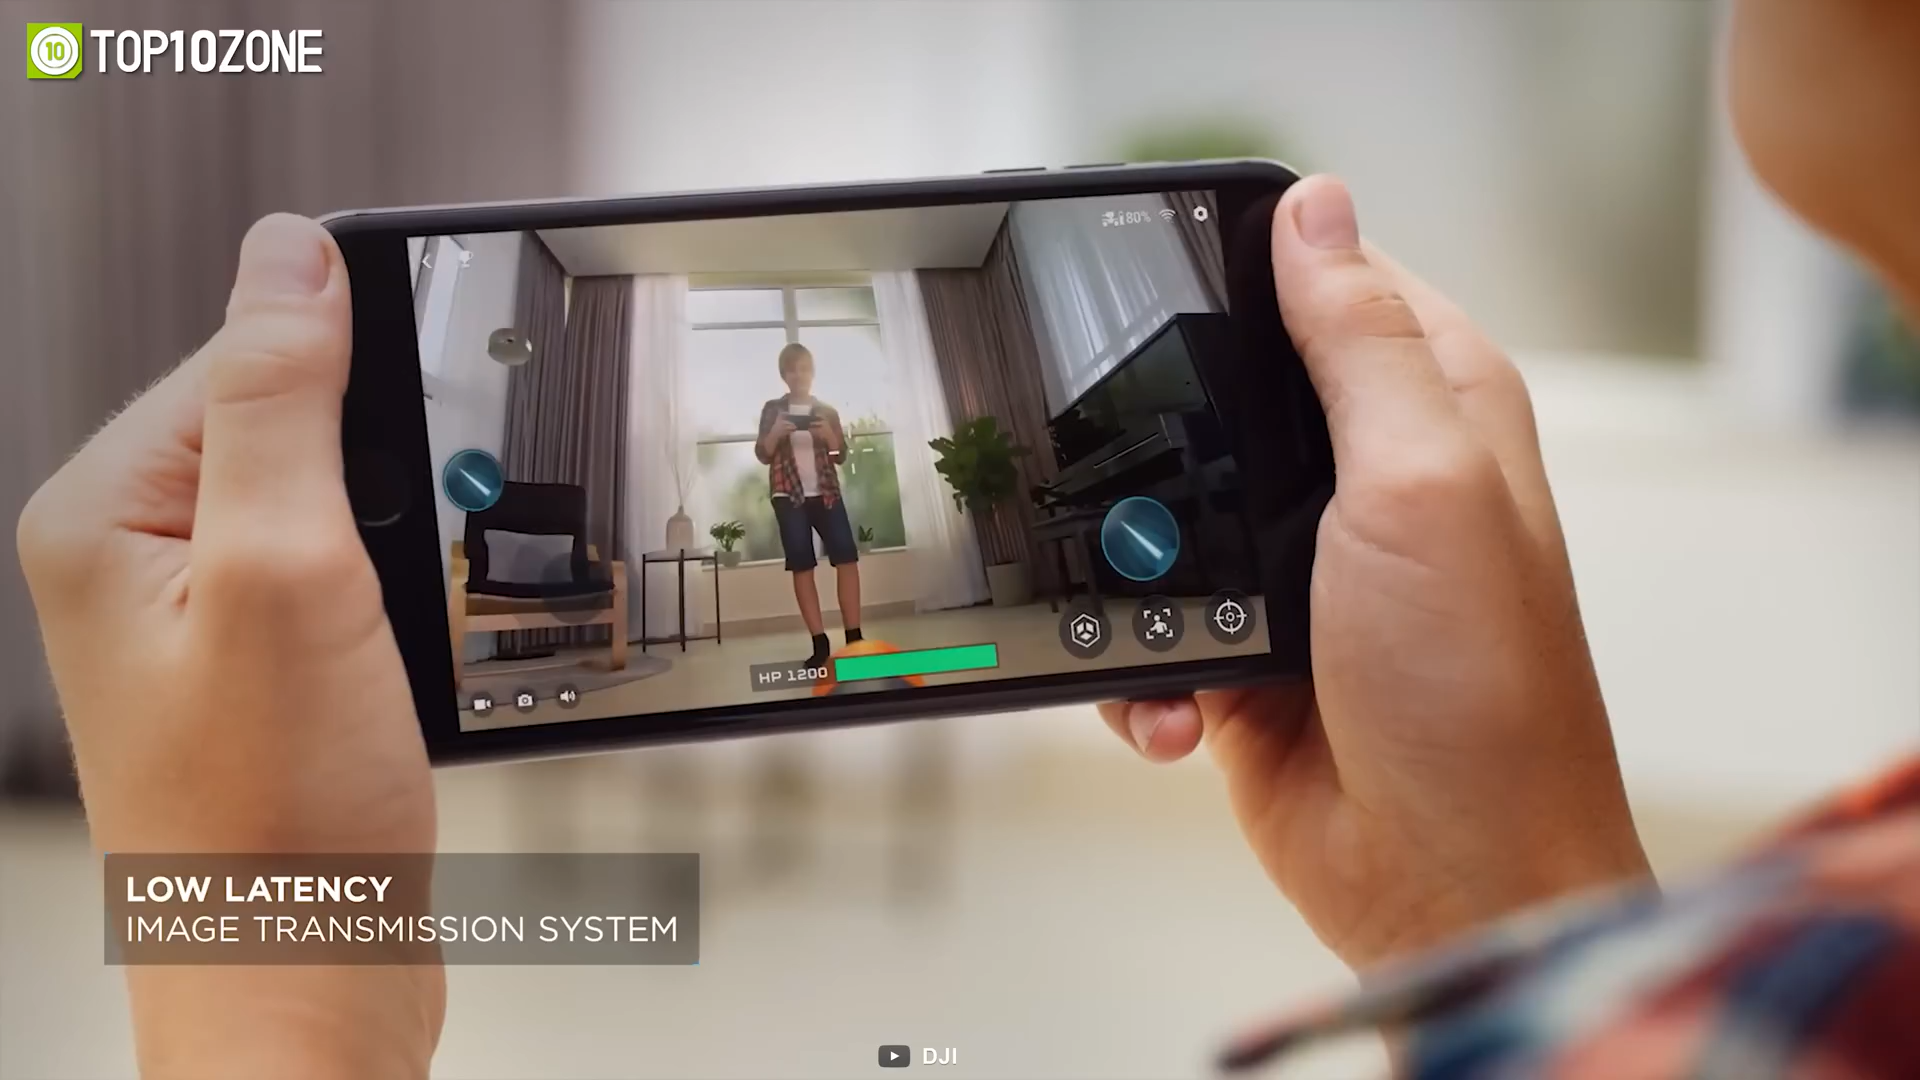 TOP10ZONE
80%
HP 1200
LOW LATENCY
IMAGE TRANSMISSION SYSTEM
DJI